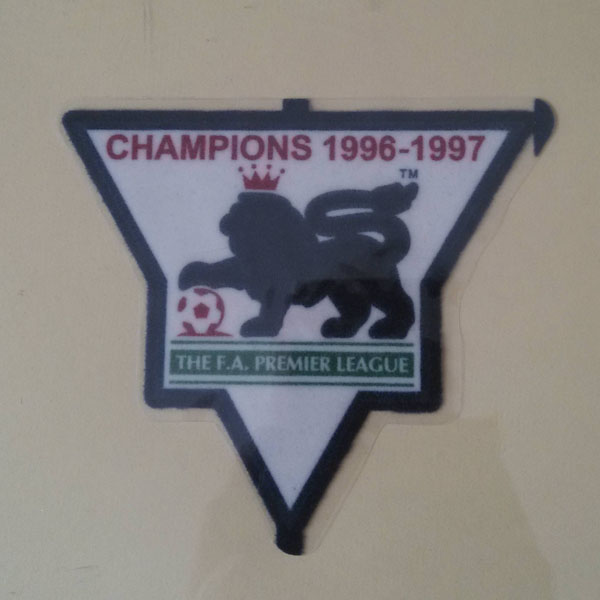 CHAMPIONS 1996-1997
TM
THE F.A. PREMIER LEAGUE